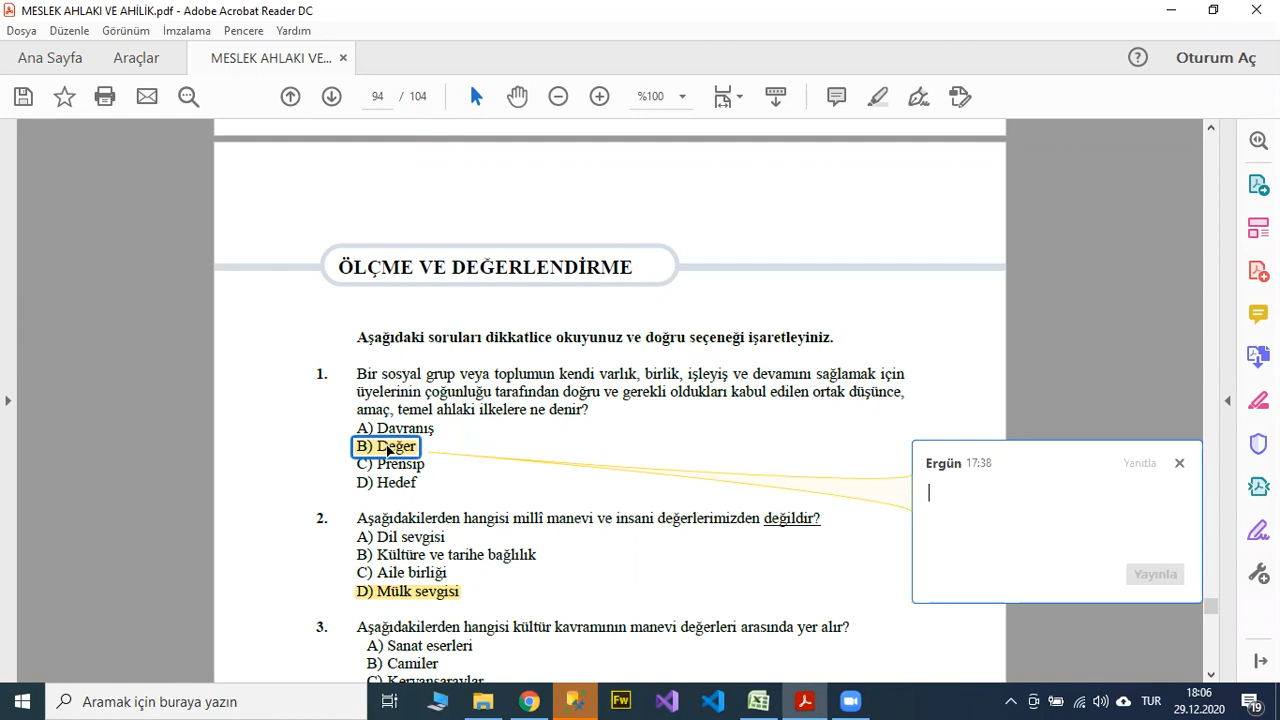 MESLEK AHLAKI VE AHİLİK.pdf - Adobe Acrobat Reader DC
Dosya Düzenle Görünüm İmzalama Pencere Yardım
Ana Sayfa Araçlar MESLEK AHLAKI VE... × Oturum Aç
94 / 104 %100
ÖLÇME VE DEĞERLENDİRME
Aşağıdaki soruları dikkatlice okuyunuz ve doğru seçeneği işaretleyiniz.
1. Bir sosyal grup veya toplumun kendi varlık, birlik, işleyiş ve devamını sağlamak için
üyelerinin çoğunluğu tarafından doğru ve gerekli oldukları kabul edilen ortak düşünce,
amaç, temel ahlaki ilkelere ne denir?
A) Davranış
B) Değer
C) Prensip
D) Hedef
Ergün 17:38 Yanıtla
Yayınla
2. Aşağıdakilerden hangisi millî manevi ve insani değerlerimizden değildir?
A) Dil sevgisi
B) Kültüre ve tarihe bağlılık
C) Aile birliği
D) Mülk sevgisi
3. Aşağıdakilerden hangisi kültür kavramının manevi değerleri arasında yer alır?
A) Sanat eserleri
B) Camiler
C) Kervansaraylar
Aramak için buraya yazın
Fw
TUR
18:06
29.12.2020
19